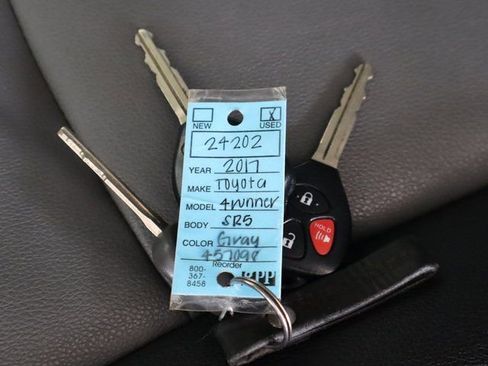 X
NEW USED
24202
YEAR 2017
MAKE Toyota
MODEL 4runner
BODY SR5
COLOR Gray
457098
Reorder
800-
367-
8458
HOLD